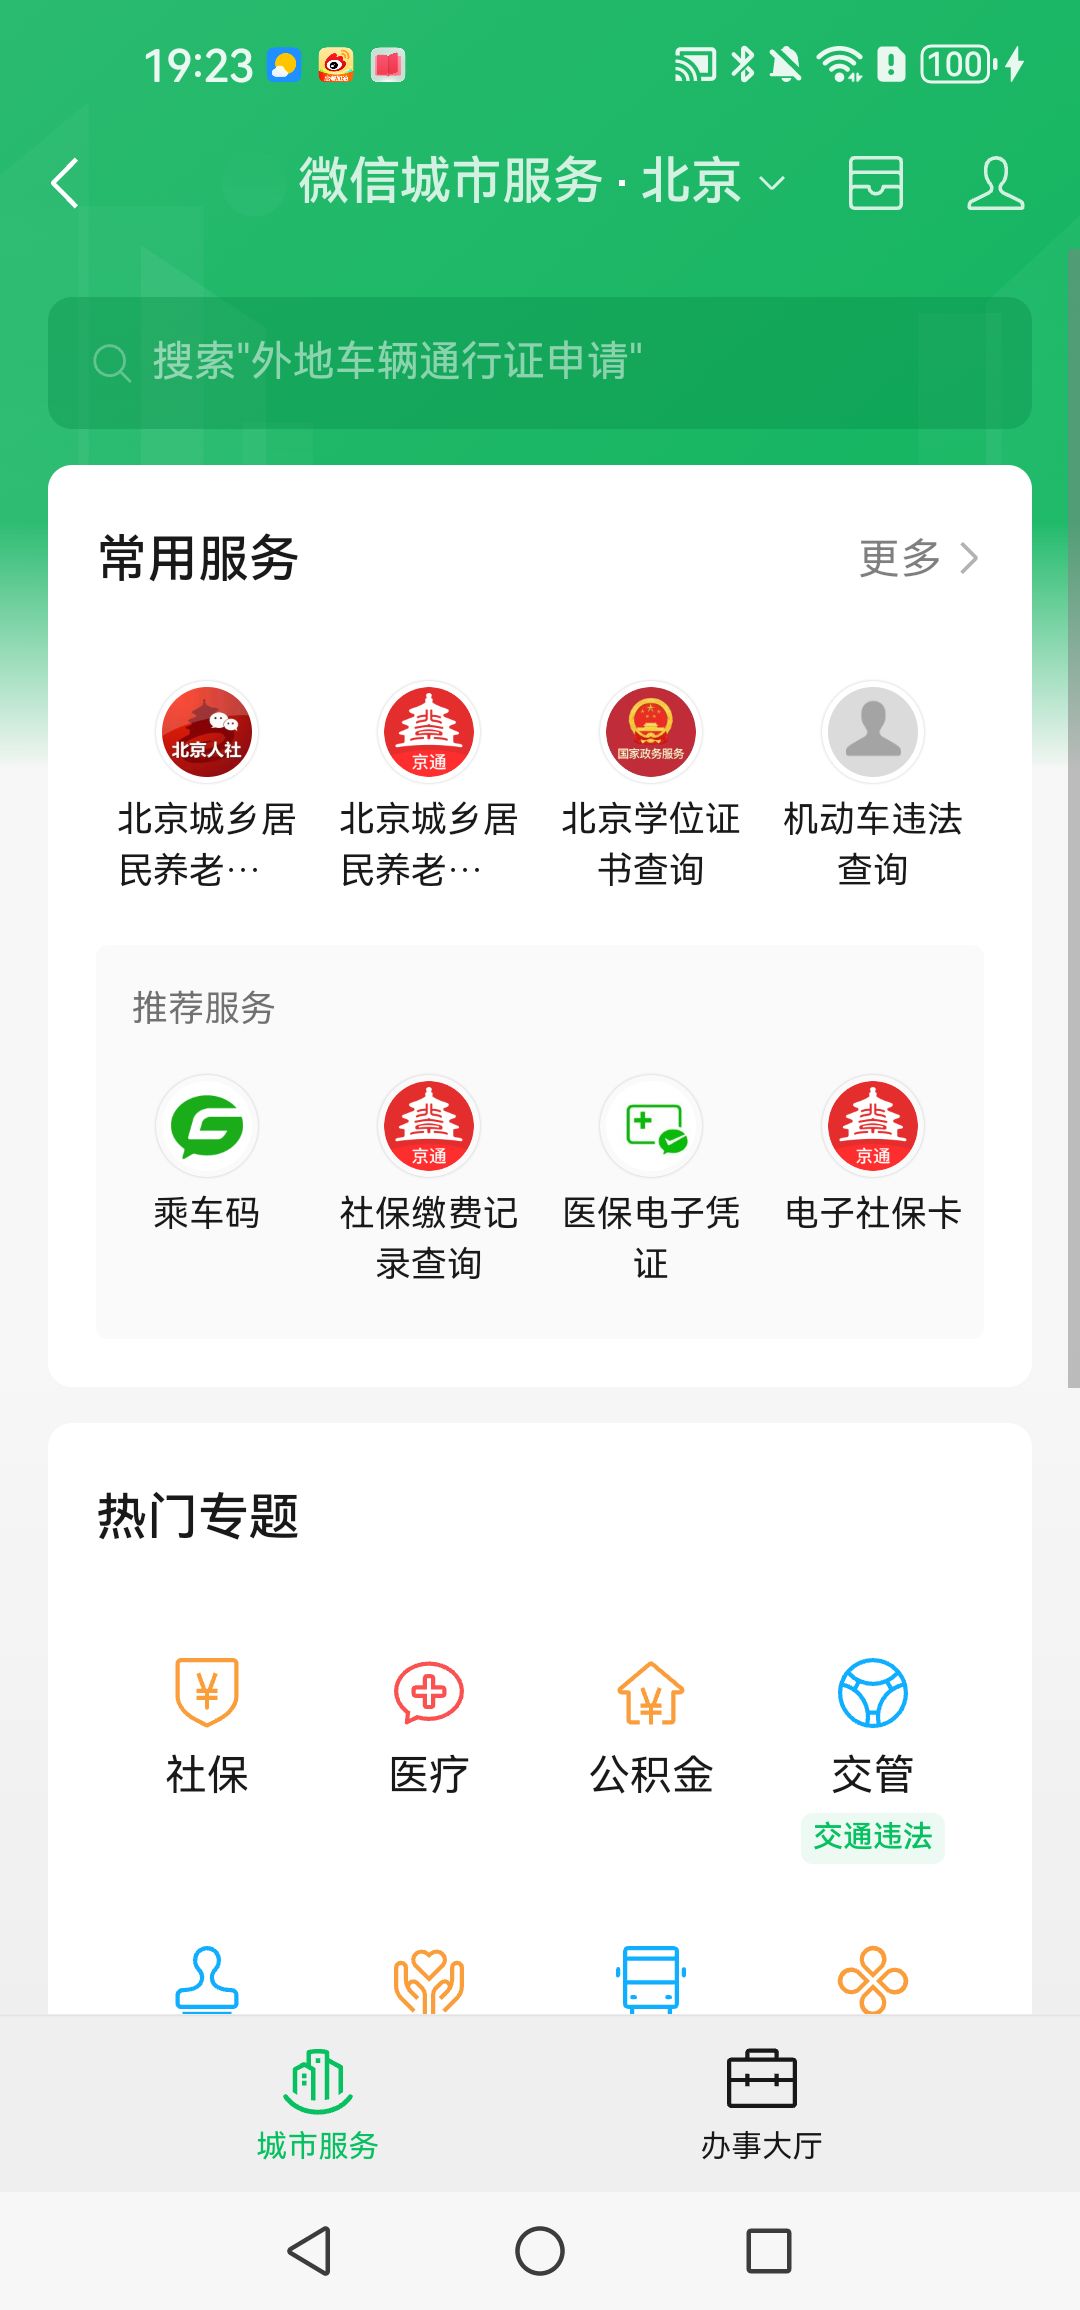 19:23
100
微信城市服务 · 北京
搜索"外地车辆通行证申请"
常用服务
更多
北京人社
京通
国家政务服务
北京城乡居
民养老…
北京城乡居
民养老…
北京学位证
书查询
机动车违法
查询
推荐服务
京通
京通
乘车码
社保缴费记
录查询
医保电子凭
证
电子社保卡
热门专题
社保
医疗
公积金
交管
交通违法
城市服务
办事大厅